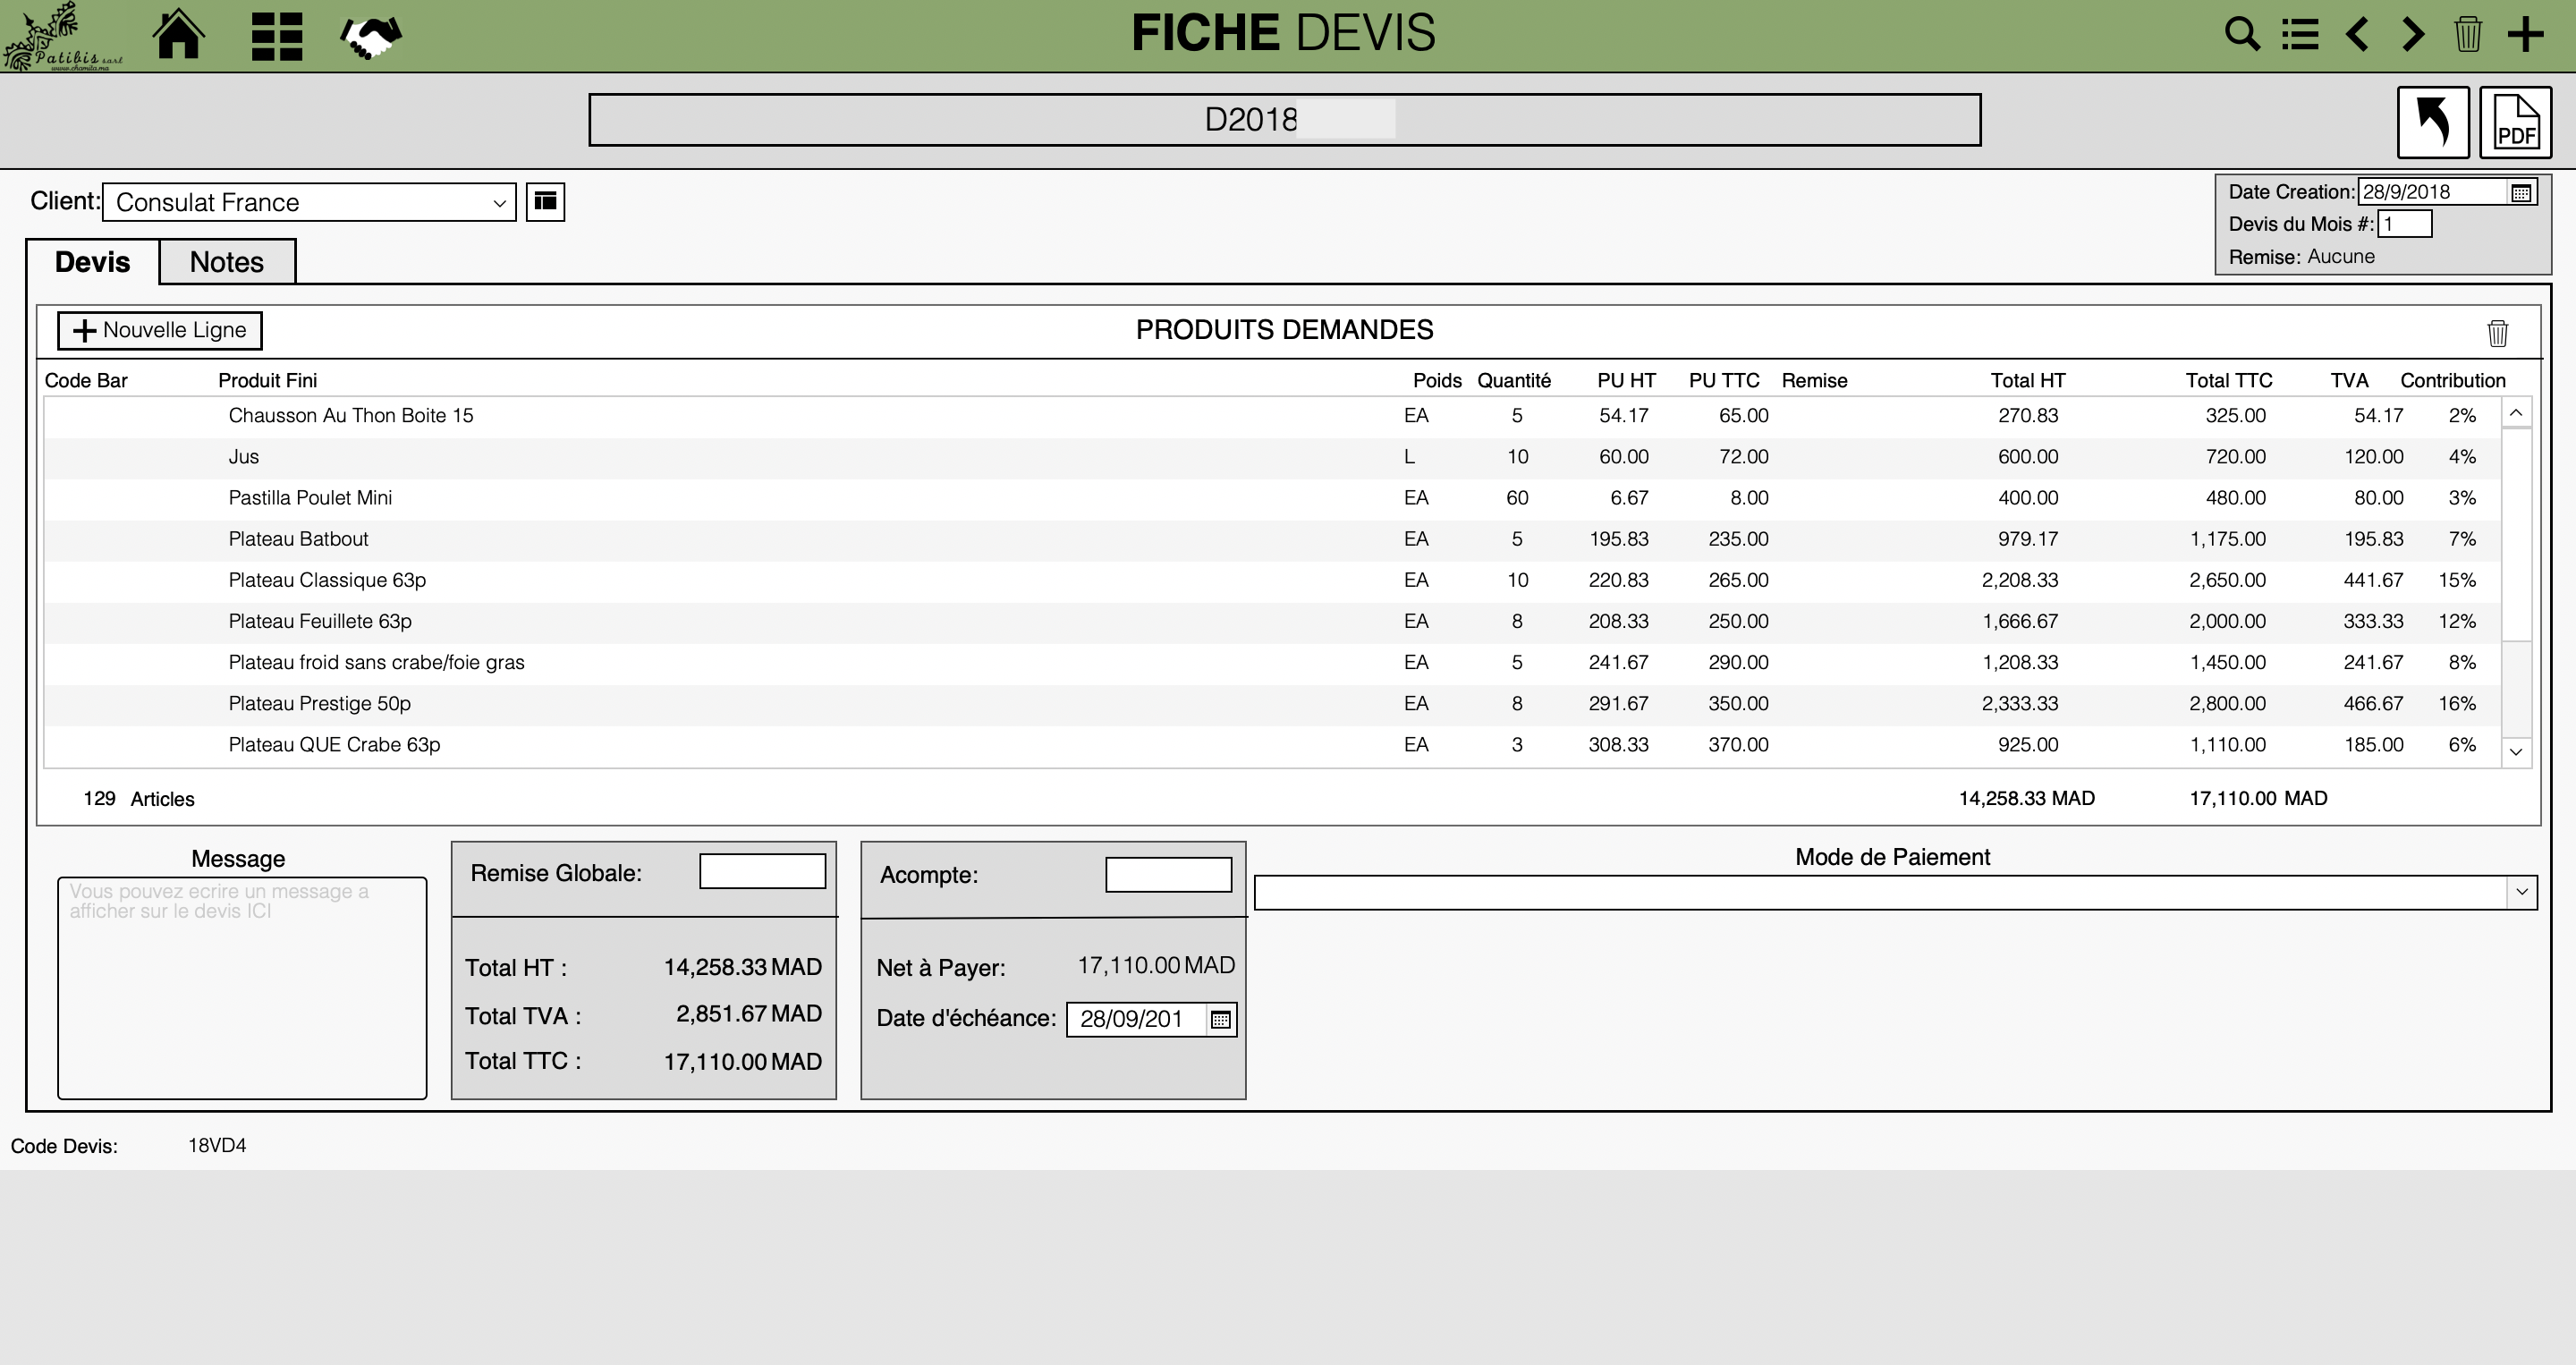 Patibis sarl
www.chamita.ma
FICHE DEVIS
D2018
PDF
Client: Consulat France
Date Creation: 28/9/2018
Devis du Mois #: 1
Remise: Aucune
Devis Notes
Nouvelle Ligne PRODUITS DEMANDES
Code Bar Produit Fini Poids Quantité PU HT PU TTC Remise Total HT Total TTC TVA Contribution
Chausson Au Thon Boite 15 EA 5 54.17 65.00 270.83 325.00 54.17 2%
Jus L 10 60.00 72.00 600.00 720.00 120.00 4%
Pastilla Poulet Mini EA 60 6.67 8.00 400.00 480.00 80.00 3%
Plateau Batbout EA 5 195.83 235.00 979.17 1,175.00 195.83 7%
Plateau Classique 63p EA 10 220.83 265.00 2,208.33 2,650.00 441.67 15%
Plateau Feuillete 63p EA 8 208.33 250.00 1,666.67 2,000.00 333.33 12%
Plateau froid sans crabe/foie gras EA 5 241.67 290.00 1,208.33 1,450.00 241.67 8%
Plateau Prestige 50p EA 8 291.67 350.00 2,333.33 2,800.00 466.67 16%
Plateau QUE Crabe 63p EA 3 308.33 370.00 925.00 1,110.00 185.00 6%
129 Articles 14,258.33 MAD 17,110.00 MAD
Message
Vous pouvez ecrire un message a
afficher sur le devis ICI
Remise Globale:
Total HT : 14,258.33 MAD
Total TVA : 2,851.67 MAD
Total TTC : 17,110.00 MAD
Acompte:
Net à Payer: 17,110.00 MAD
Date d'échéance: 28/09/201
Mode de Paiement
Code Devis: 18VD4